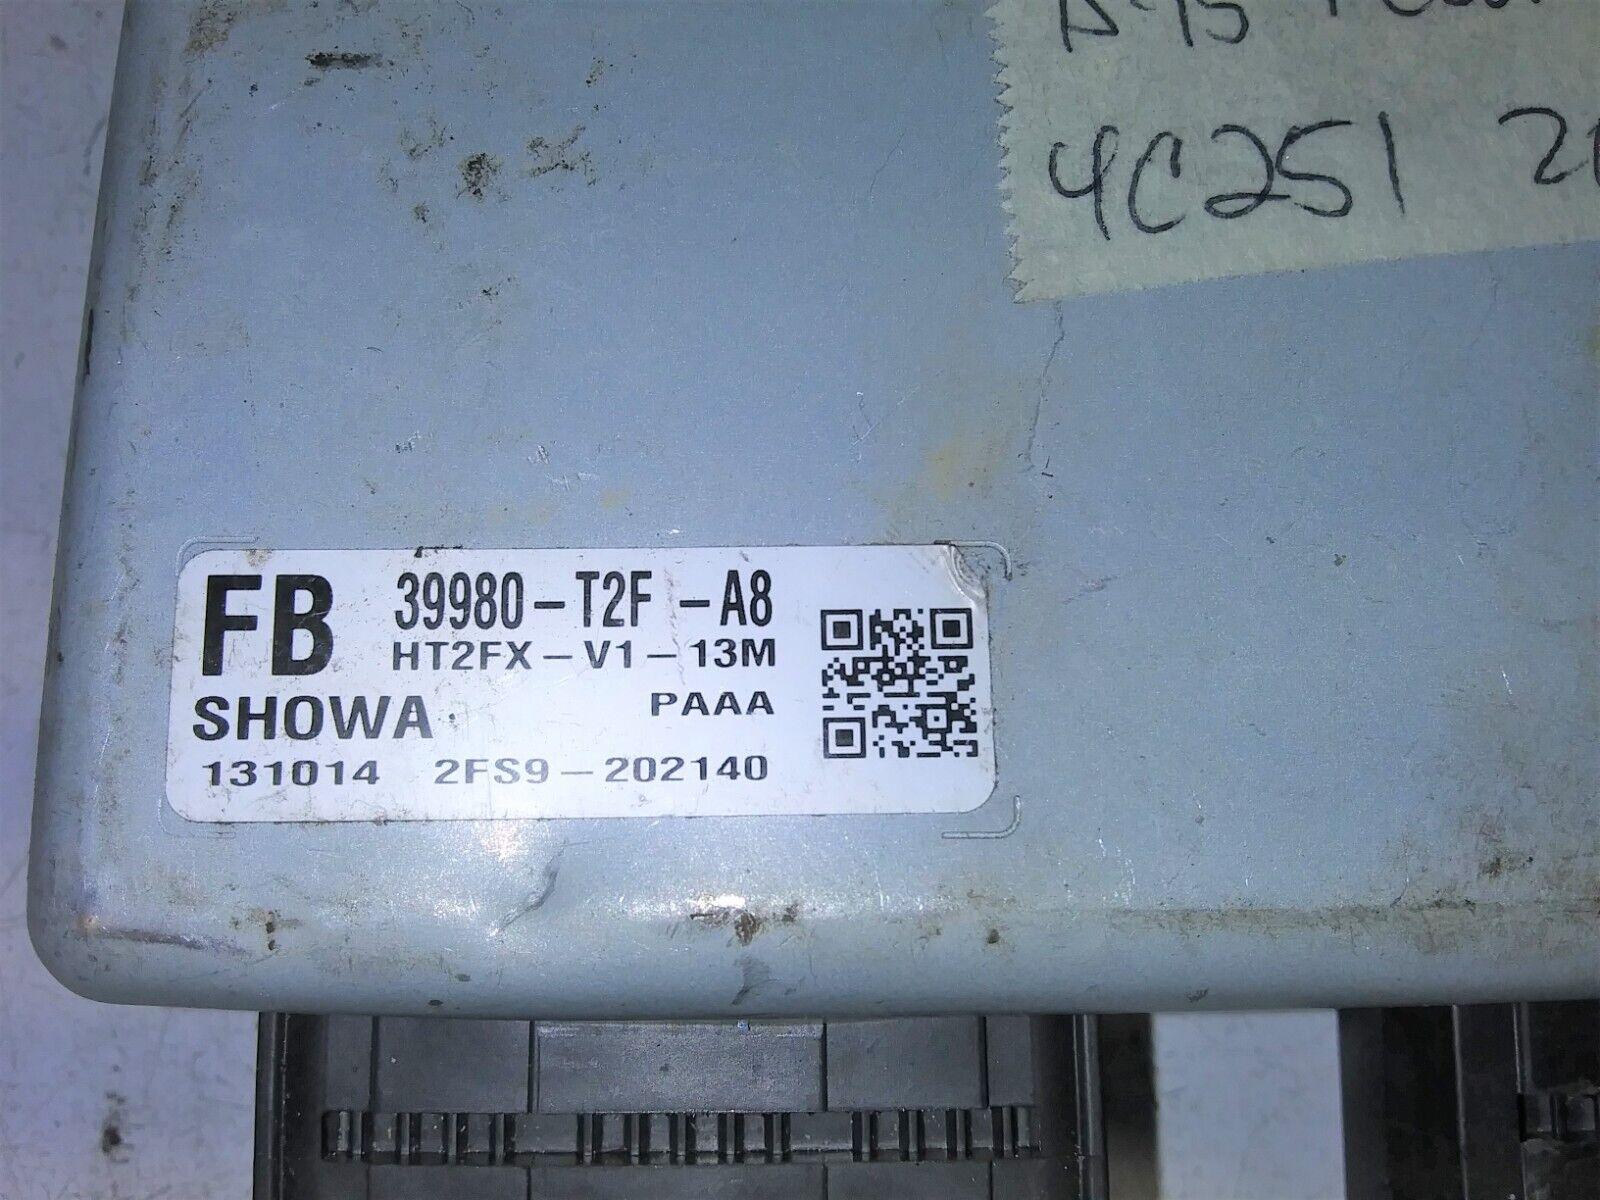 4C251
FB 39980-T2F -A8
HT2FX-V1-13M
SHOWA PAAA
131014 2FS9-202140